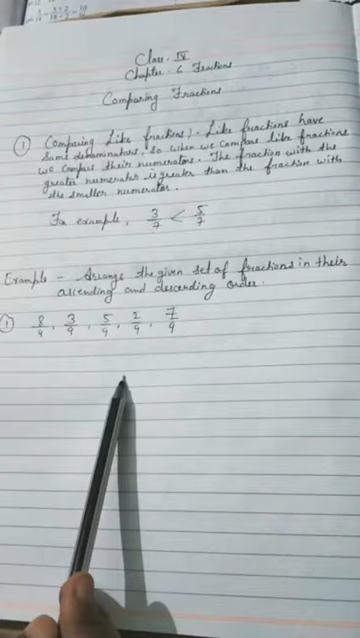 Class - IV
Chapter - 6 Fractions
Comparing Fractions
① Comparing Like fractions) - Like fractions have
same denominators. So when we compare like fractions
we compare their numerators. The fraction with the
greater numerator is greater than the fraction with
the smaller numerator.
For example, 3/7 < 5/7
Example - Arrange the given set of fractions in their
ascending and descending order.
① 8/9, 3/9, 5/9, 2/9, 7/9